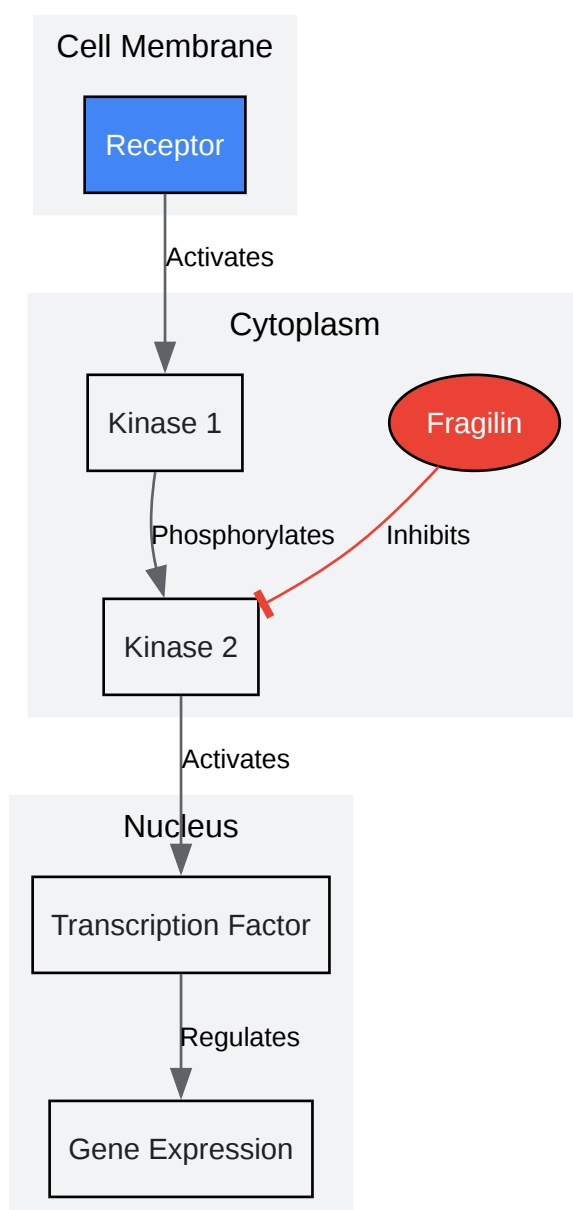 Cell Membrane
Receptor
Activates
Cytoplasm
Kinase 1
Fragilin
Phosphorylates
Inhibits
Kinase 2
Activates
Nucleus
Transcription Factor
Regulates
Gene Expression